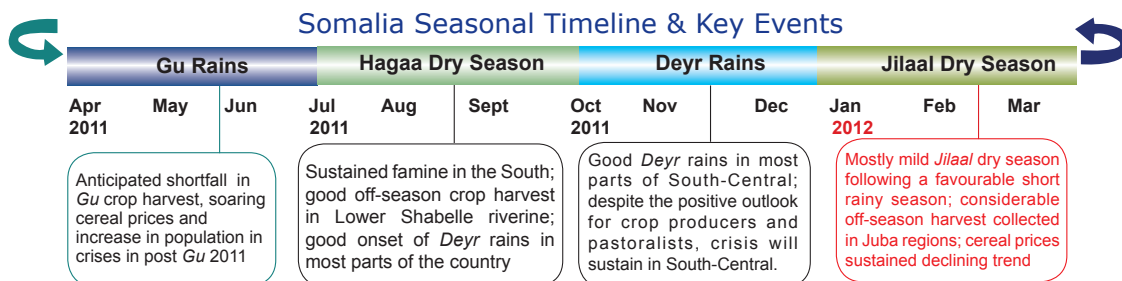 Somalia Seasonal Timeline & Key Events
Gu Rains
Hagaa Dry Season
Deyr Rains
Jilaal Dry Season
Apr May Jun
2011
Jul Aug Sept
2011
Oct Nov Dec
2011
Jan Feb Mar
2012
Anticipated shortfall in
Gu crop harvest, soaring
cereal prices and
increase in population in
crises in post Gu 2011
Sustained famine in the South;
good off-season crop harvest
in Lower Shabelle riverine;
good onset of Deyr rains in
most parts of the country
Good Deyr rains in most
parts of South-Central;
despite the positive outlook
for crop producers and
pastoralists, crisis will
sustain in South-Central.
Mostly mild Jilaal dry season
following a favourable short
rainy season; considerable
off-season harvest collected
in Juba regions; cereal prices
sustained declining trend